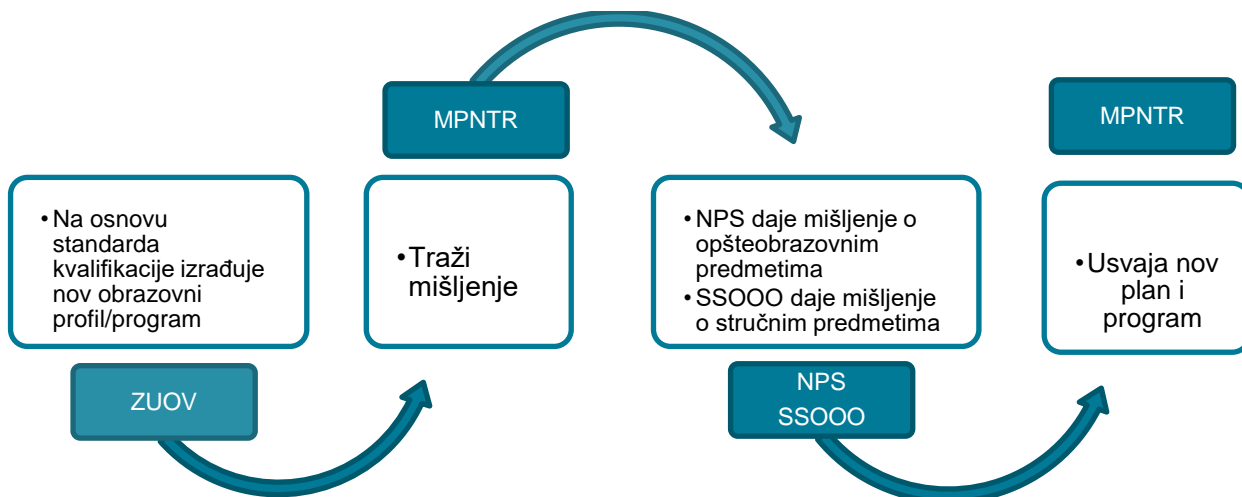 MPNTR
MPNTR
• Na osnovu
standarda
kvalifikacije izrađuje
nov obrazovni
profil/program
• Traži
mišljenje
• NPS daje mišljenje o
opšteobrazovnim
predmetima
• SSOOO daje mišljenje
o stručnim predmetima
• Usvaja nov
plan i
program
ZUOV
NPS
SSOOO